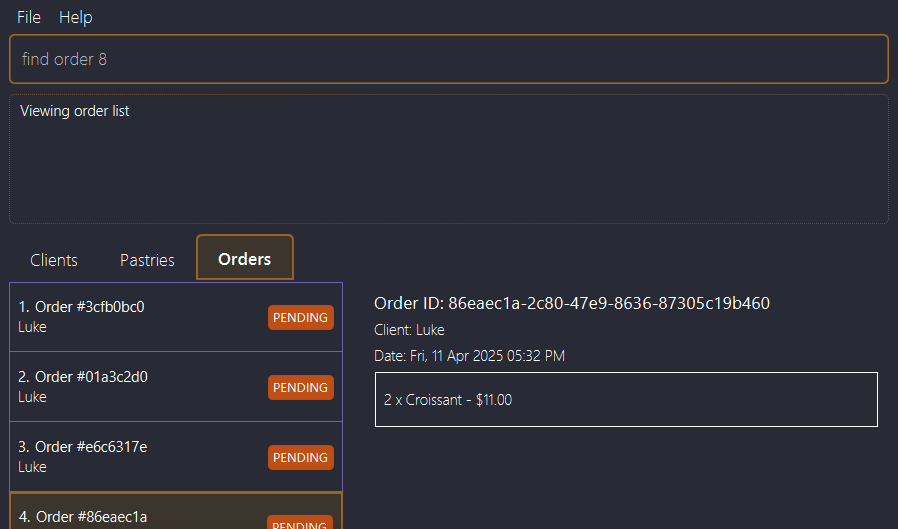 File Help
find order 8
Viewing order list
Clients Pastries Orders
1. Order #3cfb0bc0
Luke
PENDING
2. Order #01a3c2d0
Luke
PENDING
3. Order #e6c6317e
Luke
PENDING
4. Order #86eaec1a
PENDING
Order ID: 86eaec1a-2c80-47e9-8636-87305c19b460
Client: Luke
Date: Fri, 11 Apr 2025 05:32 PM
2 x Croissant - $11.00